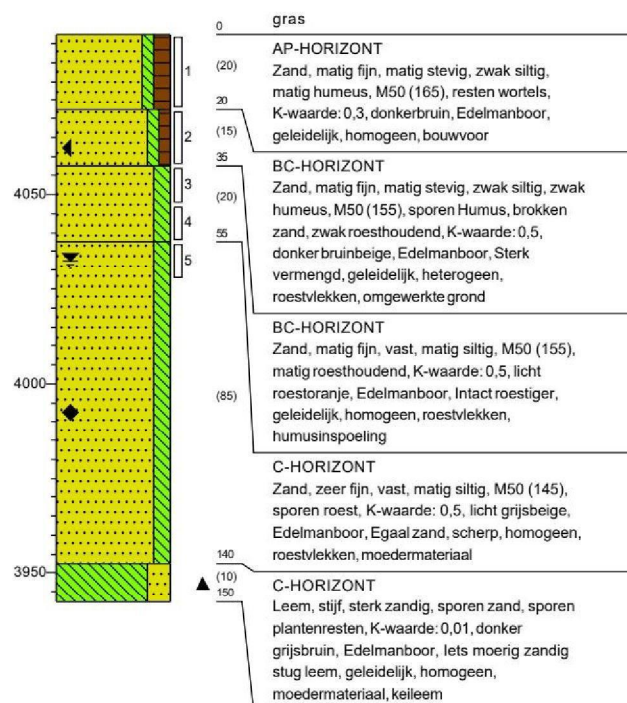 0
gras
AP-HORIZONT
Zand, matig fijn, matig stevig, zwak siltig,
matig humeus, M50 (165), resten wortels,
K-waarde: 0,3, donkerbruin, Edelmanboor,
geleidelijk, homogeen, bouwvoor
1
(20)
20
2
(15)
35
BC-HORIZONT
Zand, matig fijn, matig stevig, zwak siltig, zwak
humeus, M50 (155), sporen Humus, brokken
zand, zwak roesthoudend, K-waarde: 0,5,
donker bruinbeige, Edelmanboor, Sterk
vermengd, geleidelijk, heterogeen,
roestvlekken, omgewerkte grond
4050
3
(20)
4
55
5
BC-HORIZONT
Zand, matig fijn, vast, matig siltig, M50 (155),
matig roesthoudend, K-waarde: 0,5, licht
roestoranje, Edelmanboor, Intact roestiger,
geleidelijk, homogeen, roestvlekken,
humusinspoeling
4000
(85)
C-HORIZONT
Zand, zeer fijn, vast, matig siltig, M50 (145),
sporen roest, K-waarde: 0,5, licht grijsbeige,
Edelmanboor, Egaal zand, scherp, homogeen,
roestvlekken, moedermateriaal
3950
140
(10)
150
C-HORIZONT
Leem, stijf, sterk zandig, sporen zand, sporen
plantenresten, K-waarde: 0,01, donker
grijsbruin, Edelmanboor, Iets moerig zandig
stug leem, geleidelijk, homogeen,
moedermateriaal, keileem